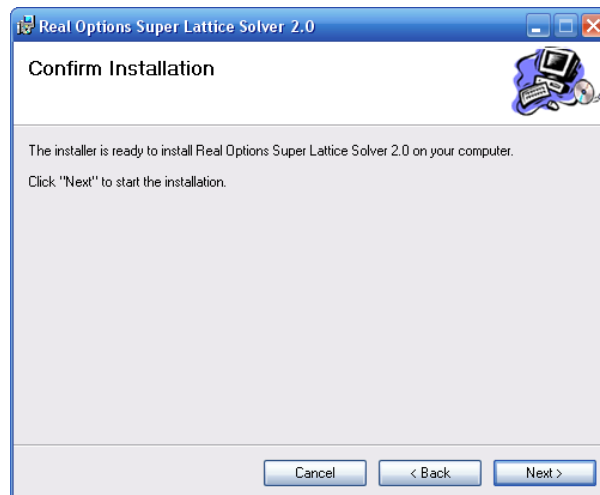 Real Options Super Lattice Solver 2.0
Confirm Installation
The installer is ready to install Real Options Super Lattice Solver 2.0 on your computer.
Click "Next" to start the installation.
Cancel
< Back
Next >